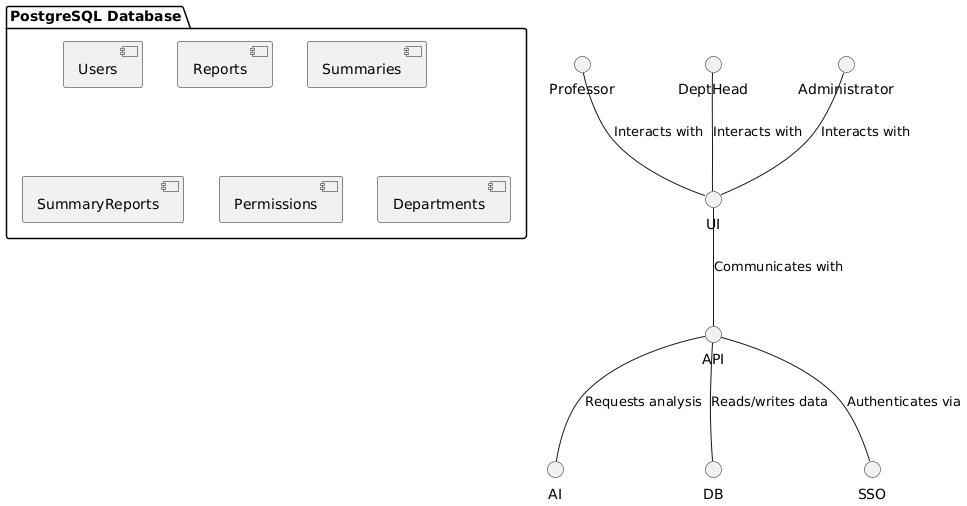 PostgreSQL Database
Users
Reports
Summaries
SummaryReports
Permissions
Departments
Professor
DeptHead
Administrator
Interacts with
Interacts with
Interacts with
UI
Communicates with
API
Requests analysis
Reads/writes data
Authenticates via
AI
DB
SSO